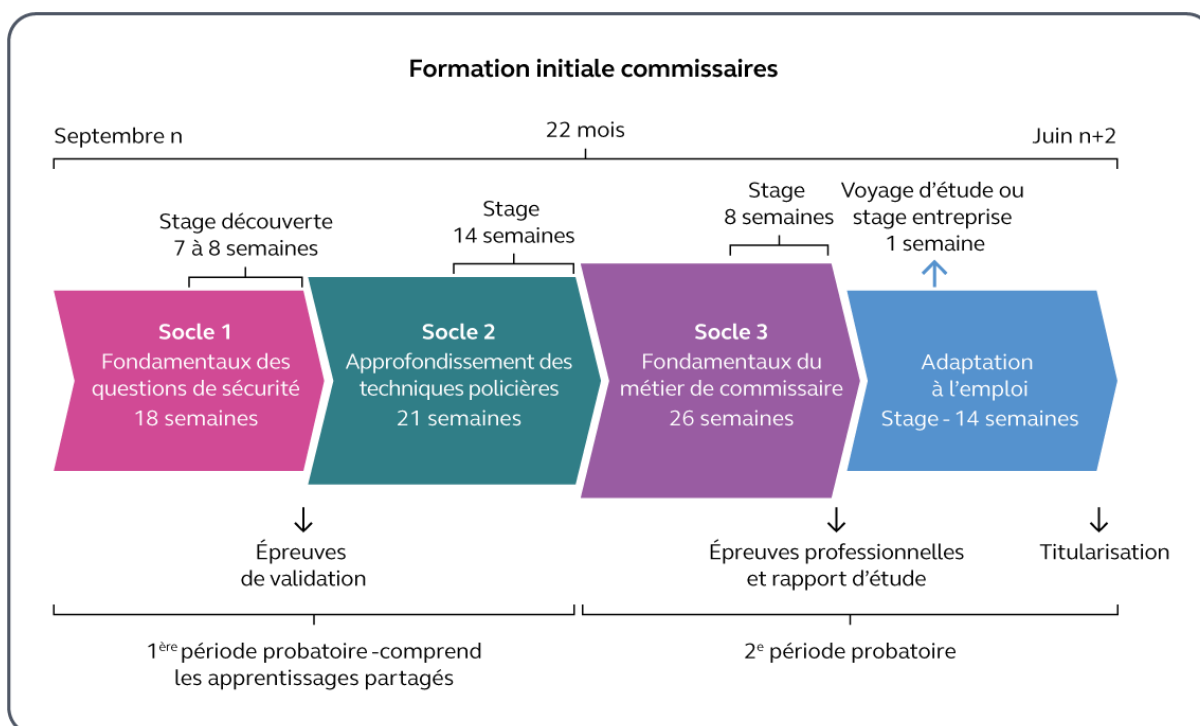 Formation initiale commissaires
Septembre n
22 mois
Juin n+2
Stage découverte
7 à 8 semaines
Stage
14 semaines
Stage
8 semaines
Voyage d'étude ou
stage entreprise
1 semaine
Socle 1
Fondamentaux des
questions de sécurité
18 semaines
Socle 2
Approfondissement des
techniques policières
21 semaines
Socle 3
Fondamentaux du
métier de commissaire
26 semaines
Adaptation
à l'emploi
Stage - 14 semaines
Épreuves
de validation
Épreuves professionnelles
et rapport d'étude
Titularisation
1ère période probatoire -comprend
les apprentissages partagés
2e période probatoire